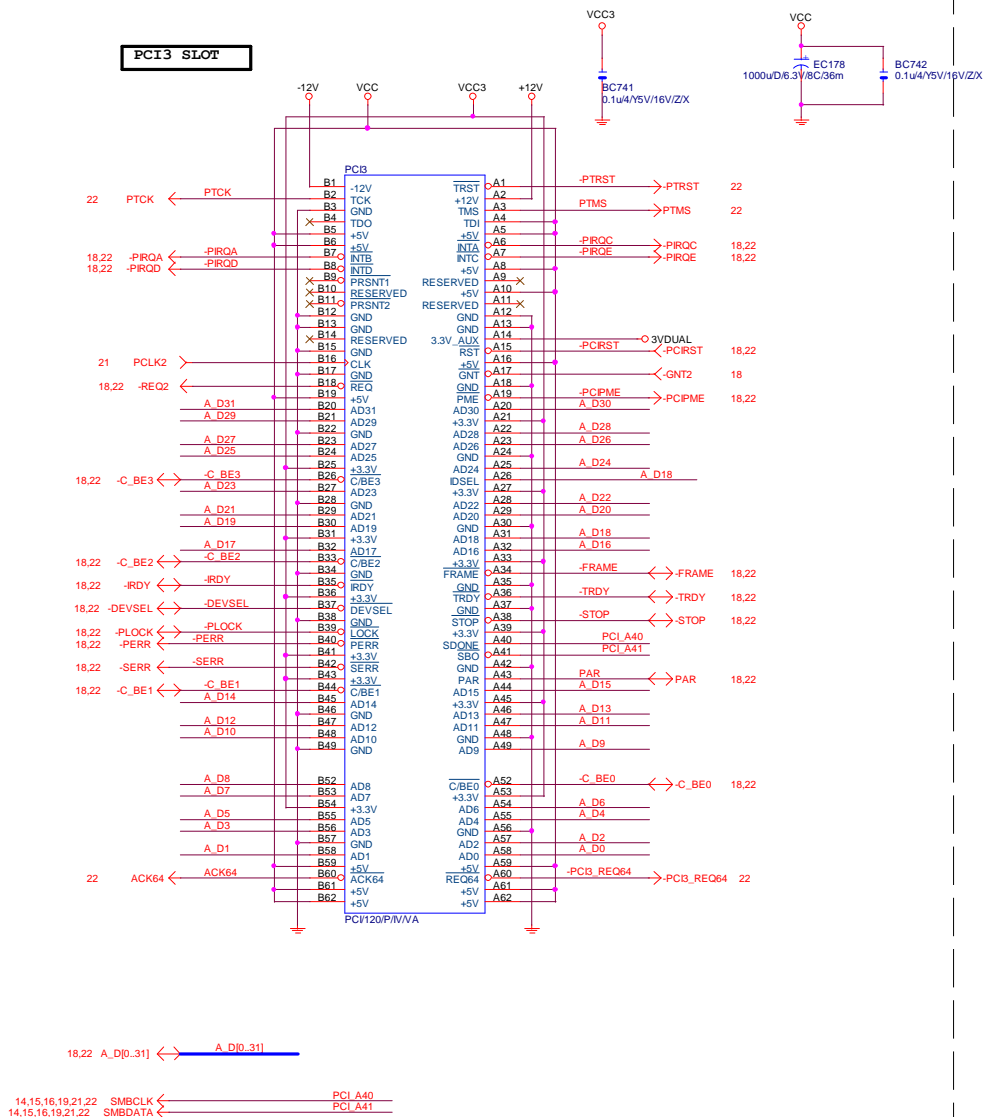 PCI3 SLOT
VCC3
VCC
BC741
0.1u/4/Y5V/16V/Z/X
EC178
1000u/D/6.3V/8C/36m
BC742
0.1u/4/Y5V/16V/Z/X
-12V VCC VCC3 +12V
PCI3
B1 -12V TRST A1 -PTRST -PTRST 22
22 PTCK PTCK B2 TCK +12V A2
B3 GND TMS A3 PTMS PTMS 22
B4 TDO TDI A4
B5 +5V +5V A5
B6 +5V INTA A6 -PIRQC -PIRQC 18,22
18,22 -PIRQA -PIRQA B7 INTB INTC A7 -PIRQE -PIRQE 18,22
18,22 -PIRQD -PIRQD B8 INTD +5V A8
B9 PRSNT1 RESERVED A9
B10 RESERVED +5V A10
B11 PRSNT2 RESERVED A11
B12 GND GND A12
B13 GND GND A13
B14 RESERVED 3.3V_AUX A14 3VDUAL
B15 GND RST A15 -PCIRST -PCIRST 18,22
21 PCLK2 B16 CLK +5V A16
B17 GND GNT A17 -GNT2 18
18,22 -REQ2 B18 REQ GND A18
B19 +5V PME A19 -PCIPME -PCIPME 18,22
A_D31 B20 AD31 AD30 A20 A_D30
A_D29 B21 AD29 +3.3V A21
B22 GND AD28 A22 A_D28
A_D27 B23 AD27 AD26 A23 A_D26
A_D25 B24 AD25 GND A24
B25 +3.3V AD24 A25 A_D24
18,22 -C_BE3 -C_BE3 B26 C/BE3 IDSEL A26 A_D18
A_D23 B27 AD23 +3.3V A27
B28 GND AD22 A28 A_D22
A_D21 B29 AD21 AD20 A29 A_D20
A_D19 B30 AD19 GND A30
B31 +3.3V AD18 A31 A_D18
A_D17 B32 AD17 AD16 A32 A_D16
18,22 -C_BE2 -C_BE2 B33 C/BE2 +3.3V A33
B34 GND FRAME A34 -FRAME -FRAME 18,22
18,22 -IRDY -IRDY B35 IRDY GND A35
B36 +3.3V TRDY A36 -TRDY -TRDY 18,22
18,22 -DEVSEL -DEVSEL B37 DEVSEL GND A37
B38 GND STOP A38 -STOP -STOP 18,22
18,22 -PLOCK -PLOCK B39 LOCK +3.3V A39
18,22 -PERR -PERR B40 PERR SDONE A40 PCI_A40
B41 +3.3V SBO A41 PCI_A41
18,22 -SERR -SERR B42 SERR GND A42
B43 +3.3V PAR A43 PAR PAR 18,22
18,22 -C_BE1 -C_BE1 B44 C/BE1 AD15 A44 A_D15
A_D14 B45 AD14 +3.3V A45
B46 GND AD13 A46 A_D13
A_D12 B47 AD12 AD11 A47 A_D11
A_D10 B48 AD10 GND A48
B49 GND AD9 A49 A_D9
A_D8 B52 AD8 C/BE0 A52 -C_BE0 -C_BE0 18,22
A_D7 B53 AD7 +3.3V A53
B54 +3.3V AD6 A54 A_D6
A_D5 B55 AD5 AD4 A55 A_D4
A_D3 B56 AD3 GND A56
B57 GND AD2 A57 A_D2
A_D1 B58 AD1 AD0 A58 A_D0
B59 +5V +5V A59
22 ACK64 ACK64 B60 ACK64 REQ64 A60 -PCI3_REQ64 -PCI3_REQ64 22
B61 +5V +5V A61
B62 +5V +5V A62
PCI/120/P/IV/VA
18,22 A_D[0..31] A_D[0..31]
14,15,16,19,21,22 SMBCLK PCI_A40
14,15,16,19,21,22 SMBDATA PCI_A41